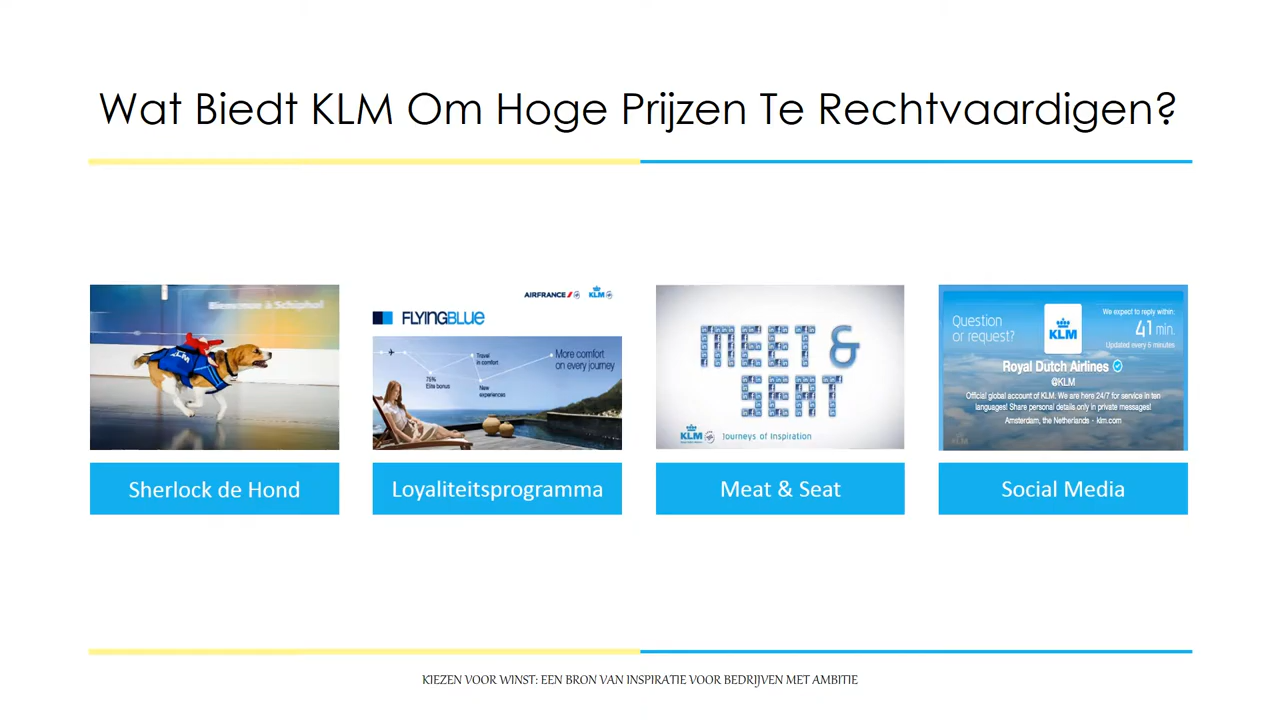 Wat Biedt KLM Om Hoge Prijzen Te Rechtvaardigen?
Bienvenue à Schiphol
KLM
Sherlock de Hond
AIRFRANCE KLM
FLYINGBLUE
Travel
in comfort
More comfort
on every journey
75%
Elite bonus
New
experiences
Loyaliteitsprogramma
MEET &
SEAT
KLM Journeys of Inspiration
Meat & Seat
Question
or request?
KLM
We expect to reply within:
41 min.
Updated every 5 minutes
Royal Dutch Airlines
@KLM
Official global account of KLM. We are here 24/7 for service in ten
languages! Share personal details only in private messages!
Amsterdam, the Netherlands - klm.com
Social Media
KIEZEN VOOR WINST: EEN BRON VAN INSPIRATIE VOOR BEDRIJVEN MET AMBITIE